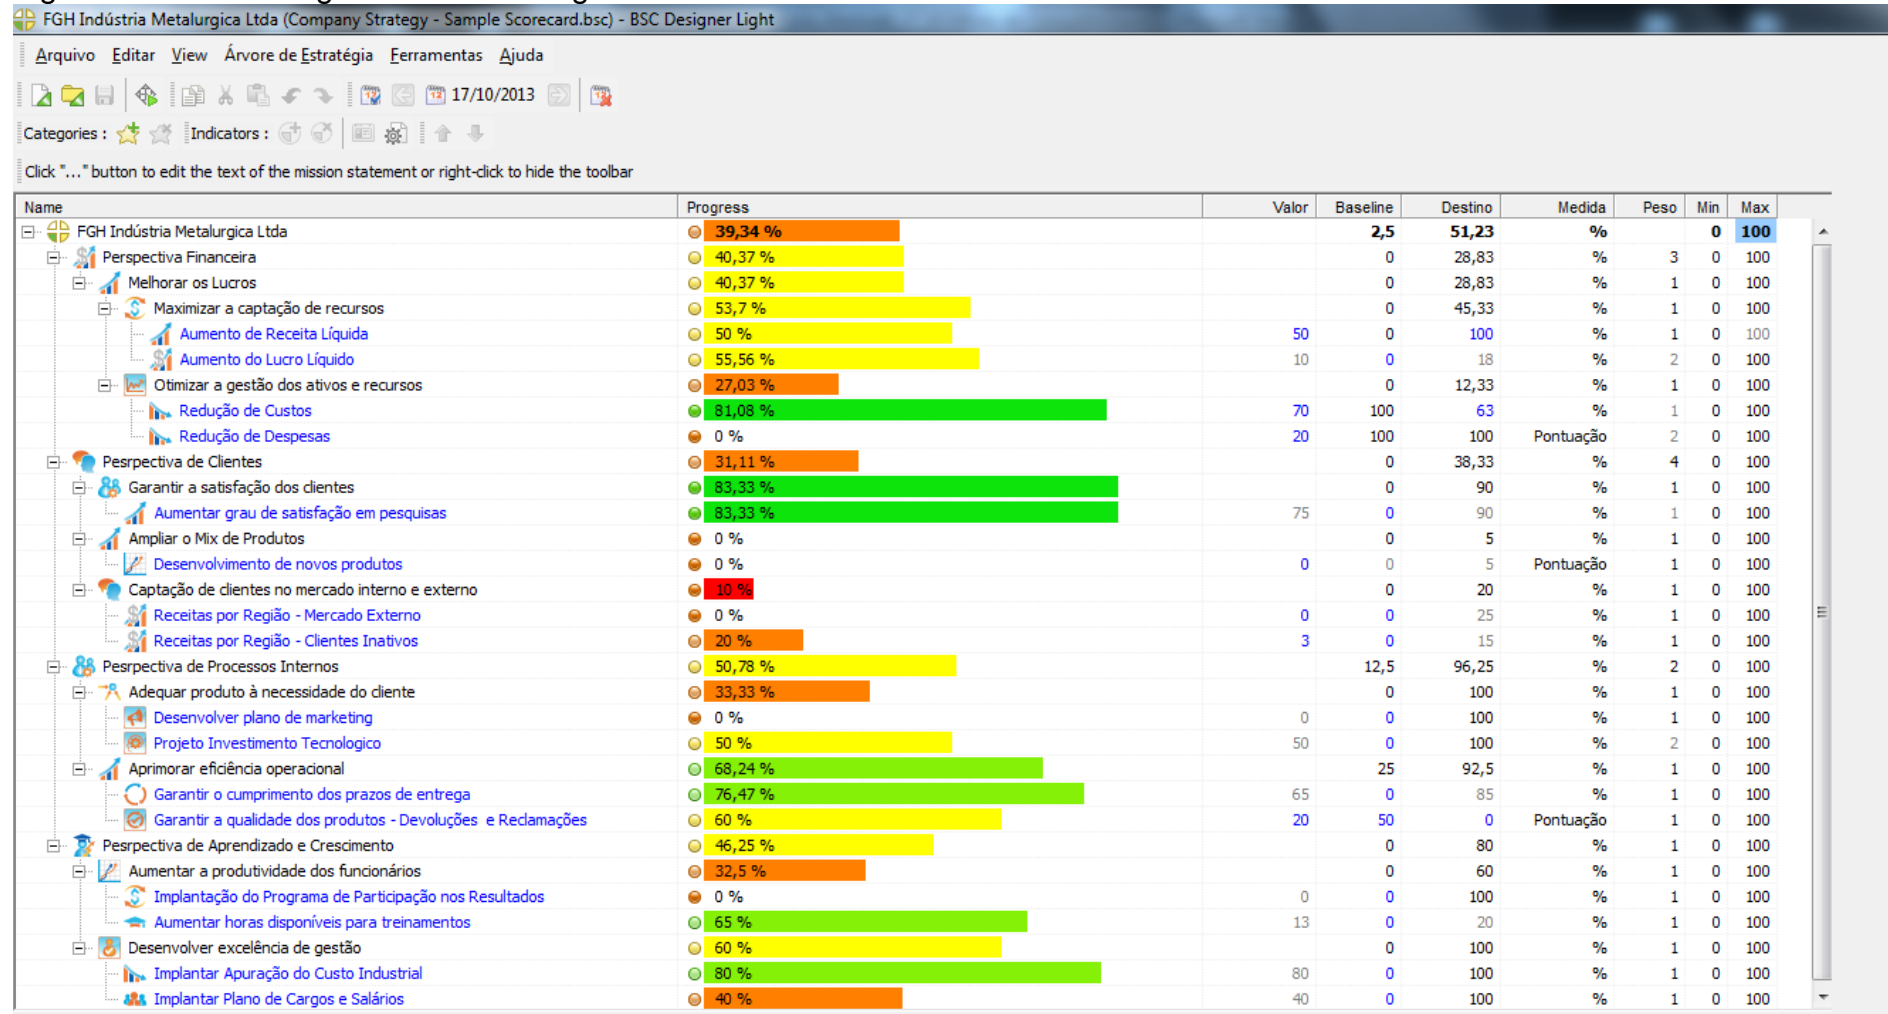 FGH Indústria Metalurgica Ltda (Company Strategy - Sample Scorecard.bsc) - BSC Designer Light
Arquivo Editar View Árvore de Estratégia Ferramentas Ajuda
17/10/2013
Categories : Indicators :
Click "..." button to edit the text of the mission statement or right-click to hide the toolbar
Name Progress Valor Baseline Destino Medida Peso Min Max
FGH Indústria Metalurgica Ltda 39,34 % 2,5 51,23 % 0 100
Perspectiva Financeira 40,37 % 0 28,83 % 3 0 100
Melhorar os Lucros 40,37 % 0 28,83 % 1 0 100
Maximizar a captação de recursos 53,7 % 0 45,33 % 1 0 100
Aumento de Receita Líquida 50 % 50 0 100 % 1 0 100
Aumento do Lucro Líquido 55,56 % 10 0 18 % 2 0 100
Otimizar a gestão dos ativos e recursos 27,03 % 0 12,33 % 1 0 100
Redução de Custos 81,08 % 70 100 63 % 1 0 100
Redução de Despesas 0 % 20 100 100 Pontuação 2 0 100
Pesrpectiva de Clientes 31,11 % 0 38,33 % 4 0 100
Garantir a satisfação dos clientes 83,33 % 0 90 % 1 0 100
Aumentar grau de satisfação em pesquisas 83,33 % 75 0 90 % 1 0 100
Ampliar o Mix de Produtos 0 % 0 5 % 1 0 100
Desenvolvimento de novos produtos 0 % 0 0 5 Pontuação 1 0 100
Captação de clientes no mercado interno e externo 10 % 0 20 % 1 0 100
Receitas por Região - Mercado Externo 0 % 0 0 25 % 1 0 100
Receitas por Região - Clientes Inativos 20 % 3 0 15 % 1 0 100
Pesrpectiva de Processos Internos 50,78 % 12,5 96,25 % 2 0 100
Adequar produto à necessidade do cliente 33,33 % 0 100 % 1 0 100
Desenvolver plano de marketing 0 % 0 0 100 % 1 0 100
Projeto Investimento Tecnologico 50 % 50 0 100 % 2 0 100
Aprimorar eficiência operacional 68,24 % 25 92,5 % 1 0 100
Garantir o cumprimento dos prazos de entrega 76,47 % 65 0 85 % 1 0 100
Garantir a qualidade dos produtos - Devoluções e Reclamações 60 % 20 50 0 Pontuação 1 0 100
Pesrpectiva de Aprendizado e Crescimento 46,25 % 0 80 % 1 0 100
Aumentar a produtividade dos funcionários 32,5 % 0 60 % 1 0 100
Implantação do Programa de Participação nos Resultados 0 % 0 0 100 % 1 0 100
Aumentar horas disponíveis para treinamentos 65 % 13 0 20 % 1 0 100
Desenvolver excelência de gestão 60 % 0 100 % 1 0 100
Implantar Apuração do Custo Industrial 80 % 80 0 100 % 1 0 100
Implantar Plano de Cargos e Salários 40 % 40 0 100 % 1 0 100